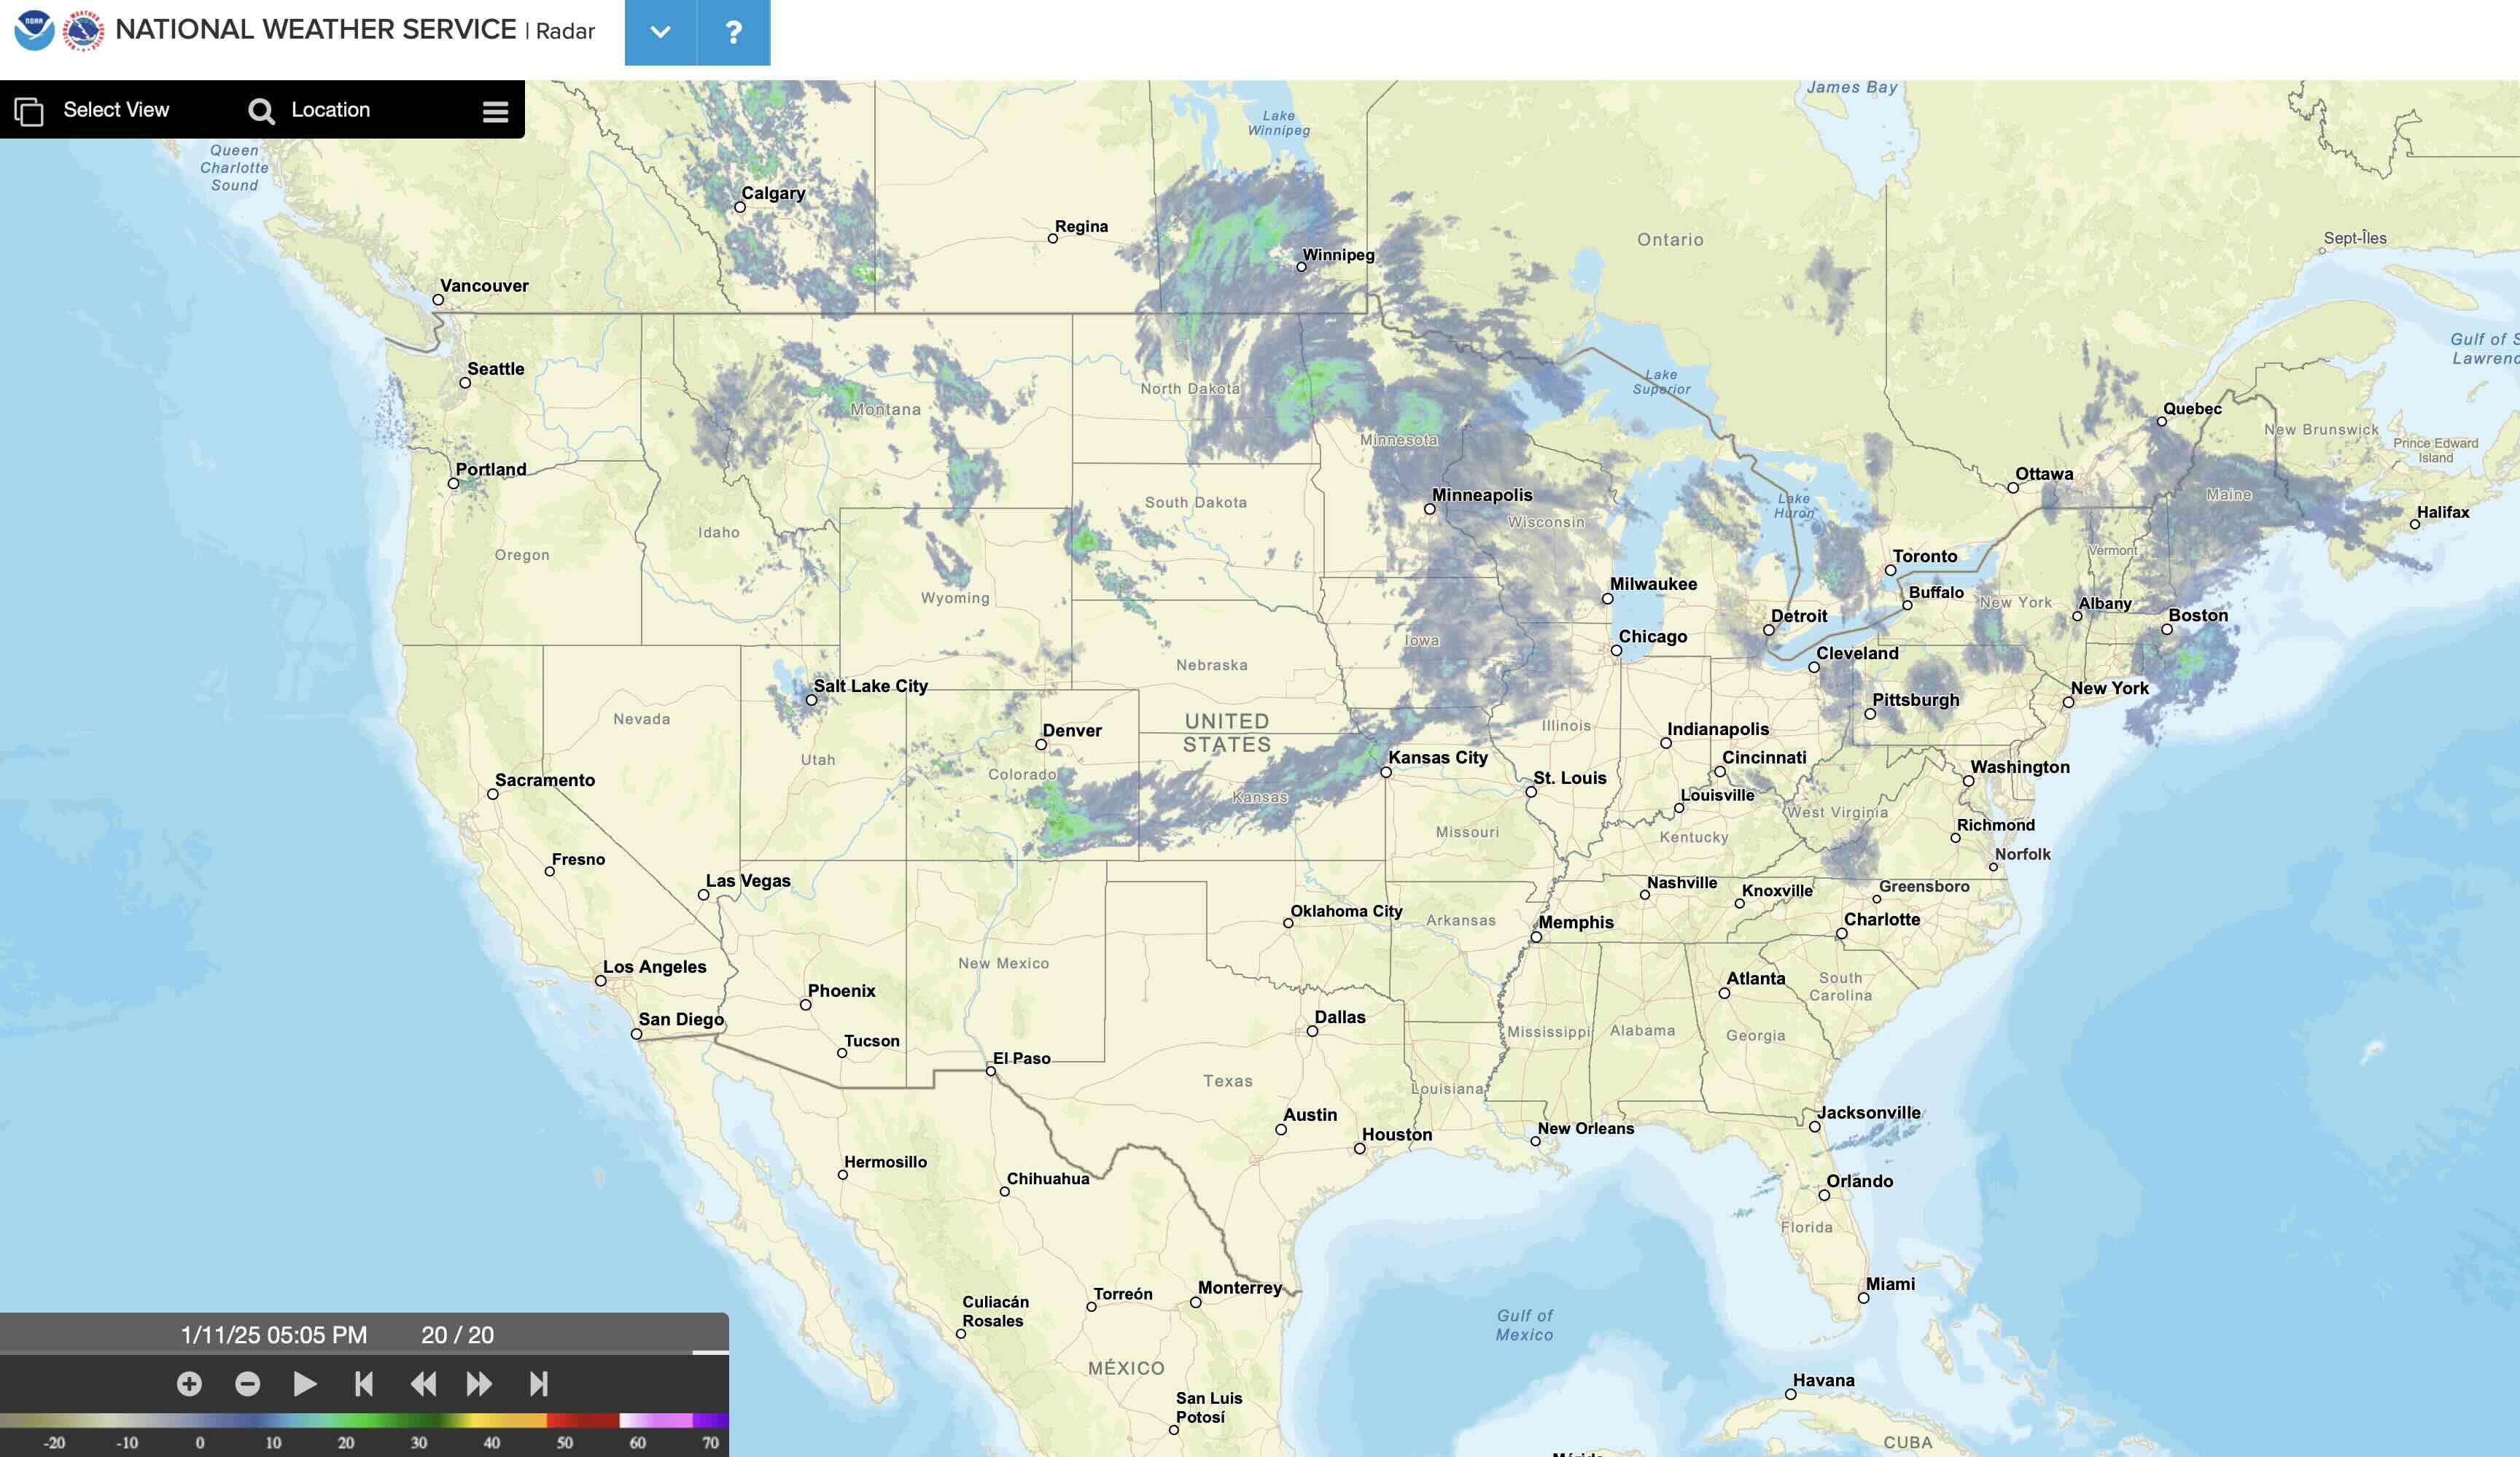 NATIONAL WEATHER SERVICE | Radar
?
Select View
Location
James Bay
Lake
Winnipeg
Queen
Charlotte
Sound
Calgary
Regina
Winnipeg
Ontario
Sept-Îles
Vancouver
Gulf of S
Lawrenc
Seattle
Lake
Superior
North Dakota
Montana
Quebec
New Brunswick
Prince Edward
Island
Minnesota
Portland
Ottawa
Minneapolis
South Dakota
Lake
Huron
Maine
Wisconsin
Halifax
Idaho
Oregon
Vermont
Toronto
Milwaukee
Buffalo
Wyoming
New York
Albany
Boston
Detroit
Chicago
Iowa
Cleveland
Nebraska
Salt Lake City
New York
Pittsburgh
Nevada
UNITED
STATES
Illinois
Denver
Indianapolis
Kansas City
Cincinnati
Utah
Colorado
Washington
Sacramento
St. Louis
Kansas
Louisville
West Virginia
Richmond
Missouri
Kentucky
Norfolk
Fresno
Las Vegas
Nashville
Knoxville
Greensboro
Oklahoma City
Arkansas
Memphis
Charlotte
Los Angeles
New Mexico
Atlanta
South
Carolina
Phoenix
San Diego
Dallas
Mississippi
Alabama
Georgia
Tucson
El Paso
Texas
Louisiana
Austin
Jacksonville
Houston
New Orleans
Hermosillo
Chihuahua
Orlando
Florida
Monterrey
Torreón
Miami
Culiacán
Rosales
Gulf of
Mexico
1/11/25 05:05 PM 20 / 20
MÉXICO
Havana
San Luis
Potosí
CUBA
-20 -10 0 10 20 30 40 50 60 70